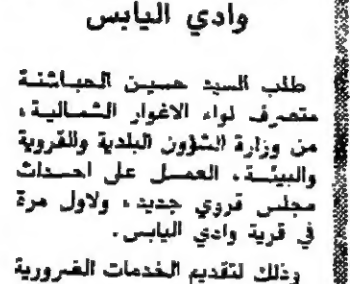 وادي اليابس
طلب السيد حسين الحباشنة
متصرف لواء الاغوار الشمالية ،
من وزارة الشؤون البلدية والقروية
والبيئة ، العمل على احداث
مجلس قروي جديد ، ولاول مرة
في قرية وادي اليابس .
وذلك لتقديم الخدمات الضرورية